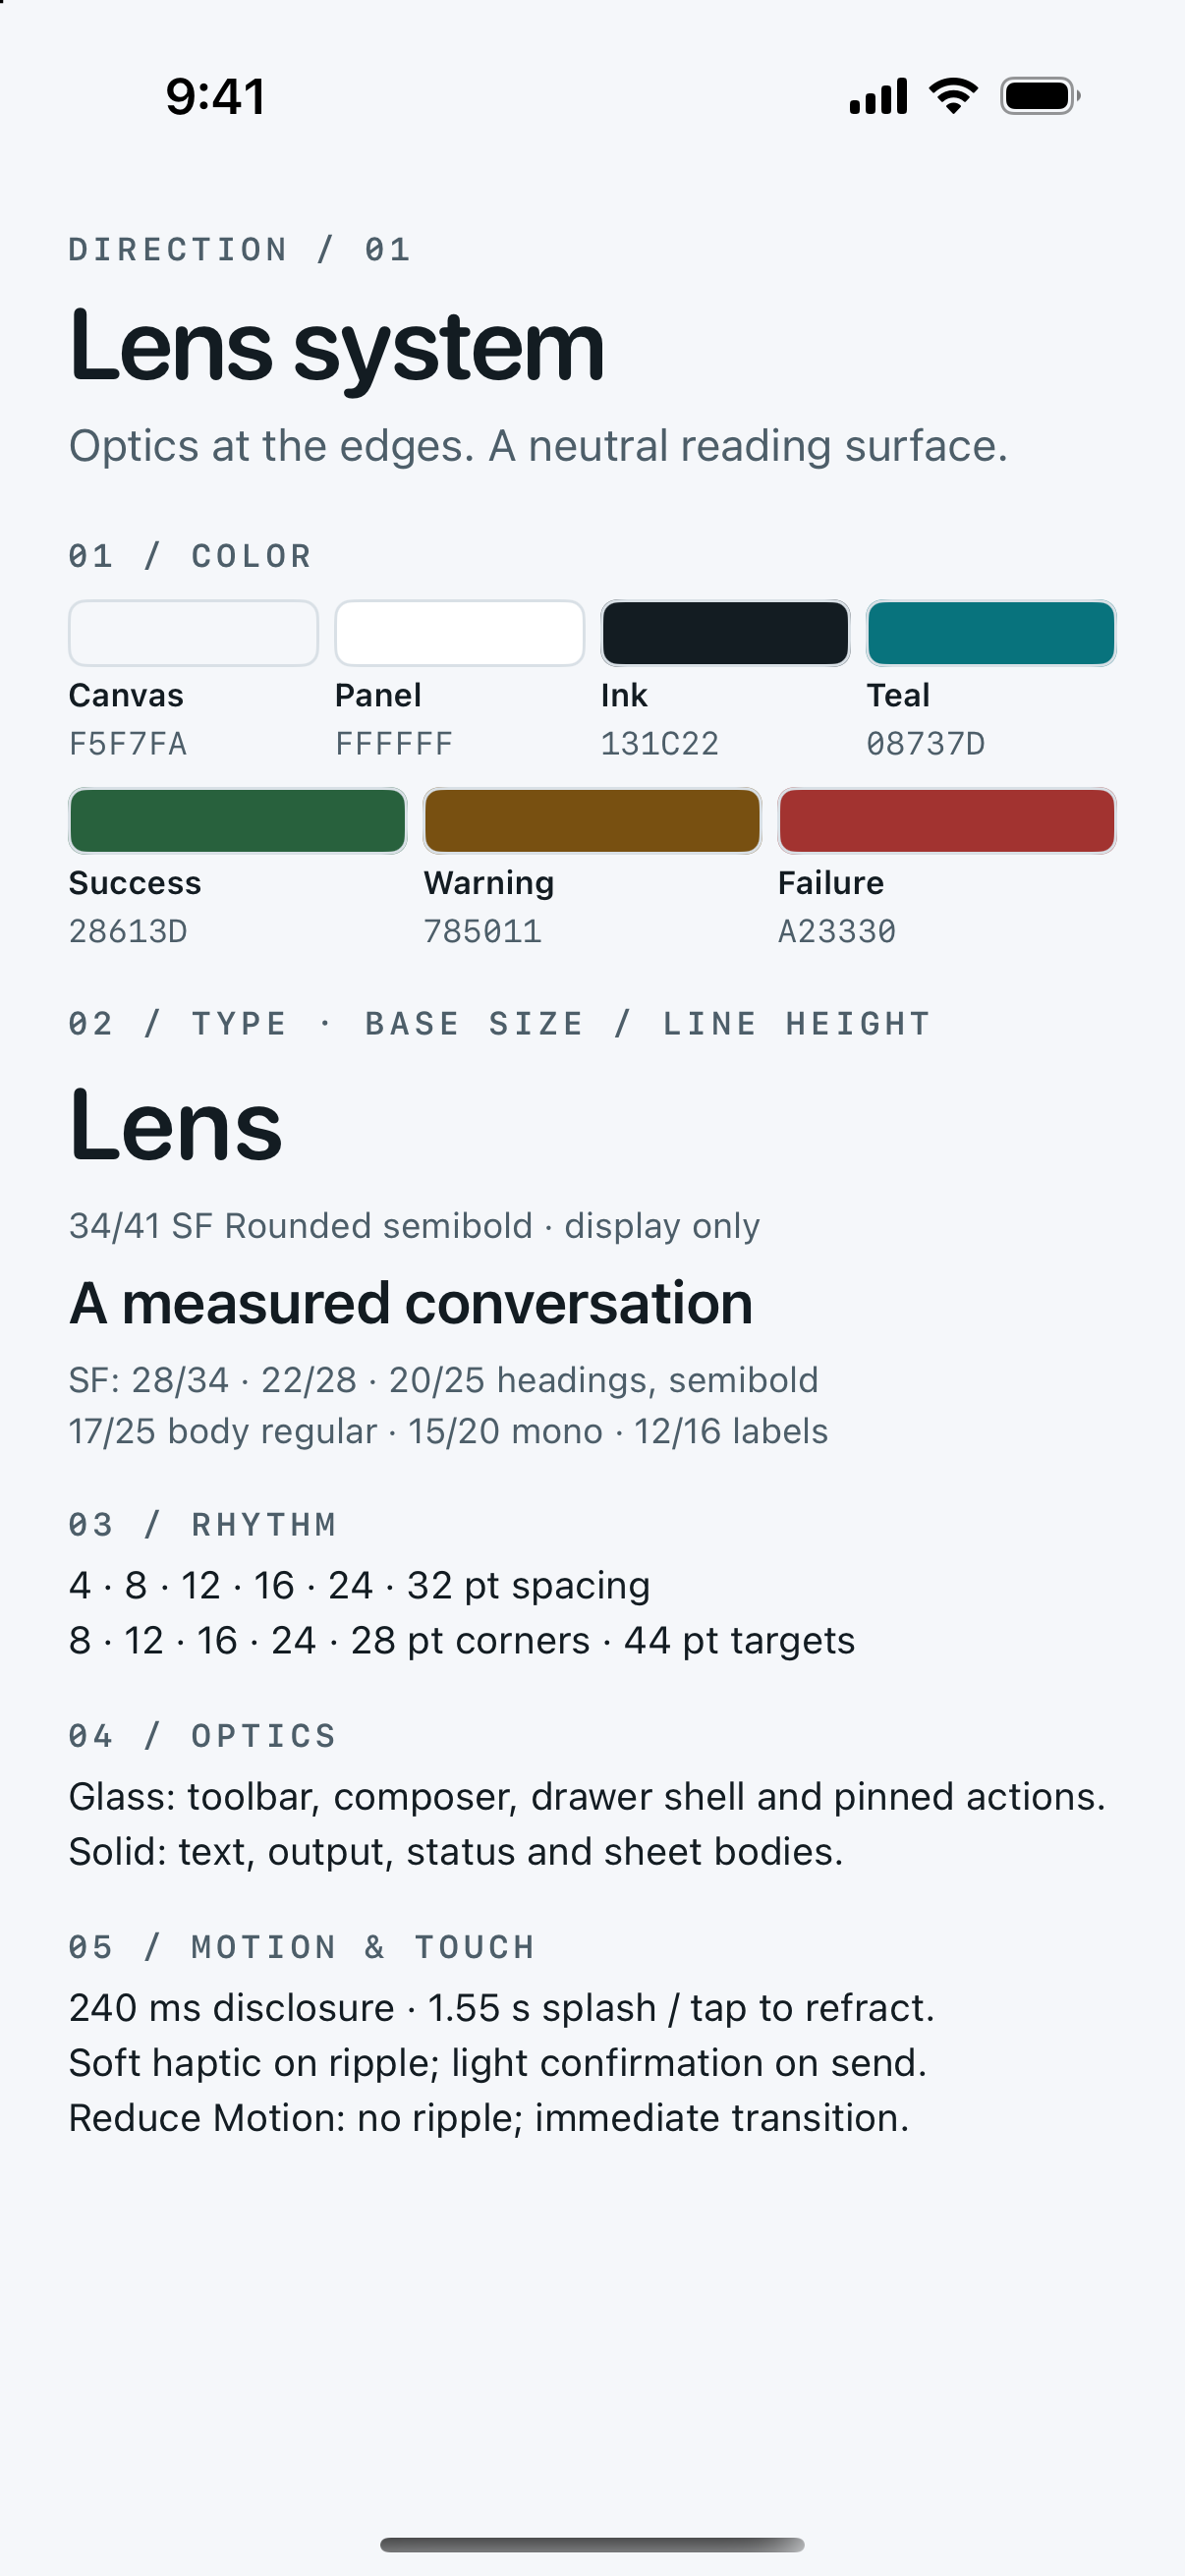 9:41
DIRECTION / 01
Lens system
Optics at the edges. A neutral reading surface.
01 / COLOR
Canvas Panel Ink Teal
F5F7FA FFFFFF 131C22 08737D
Success Warning Failure
28613D 785011 A23330
02 / TYPE · BASE SIZE / LINE HEIGHT
Lens
34/41 SF Rounded semibold · display only
A measured conversation
SF: 28/34 · 22/28 · 20/25 headings, semibold
17/25 body regular · 15/20 mono · 12/16 labels
03 / RHYTHM
4 · 8 · 12 · 16 · 24 · 32 pt spacing
8 · 12 · 16 · 24 · 28 pt corners · 44 pt targets
04 / OPTICS
Glass: toolbar, composer, drawer shell and pinned actions.
Solid: text, output, status and sheet bodies.
05 / MOTION & TOUCH
240 ms disclosure · 1.55 s splash / tap to refract.
Soft haptic on ripple; light confirmation on send.
Reduce Motion: no ripple; immediate transition.